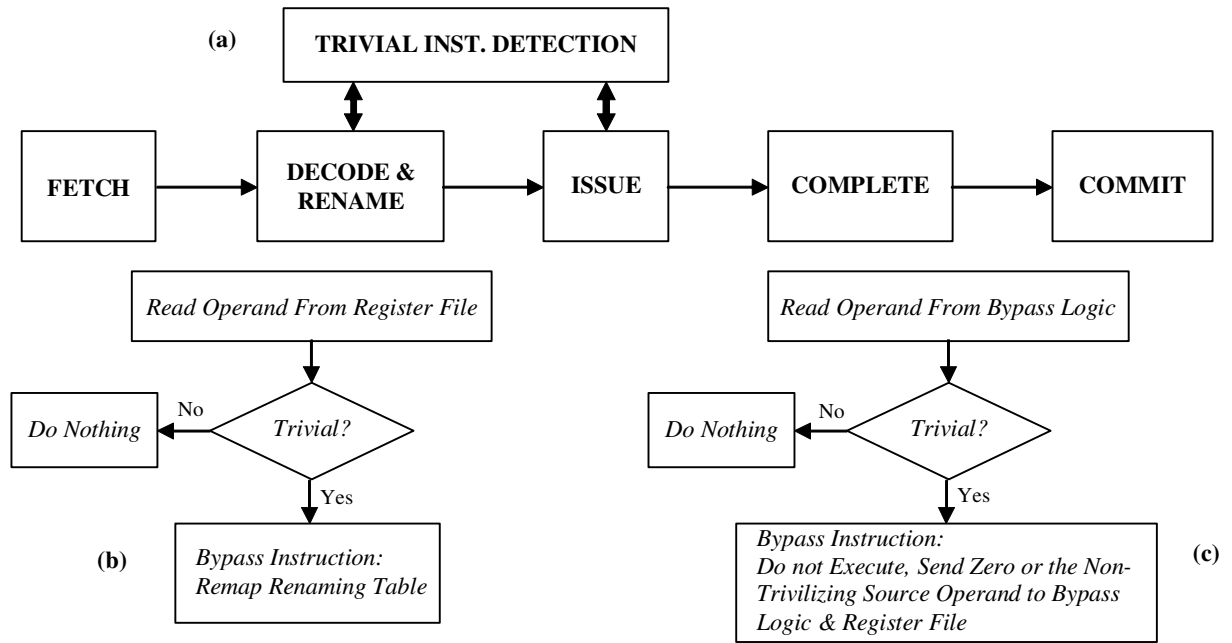 (a)
TRIVIAL INST. DETECTION
FETCH
DECODE &
RENAME
ISSUE
COMPLETE
COMMIT
Read Operand From Register File
Do Nothing
No
Trivial?
Yes
(b)
Bypass Instruction:
Remap Renaming Table
Read Operand From Bypass Logic
Do Nothing
No
Trivial?
Yes
Bypass Instruction:
Do not Execute, Send Zero or the Non-
Trivilizing Source Operand to Bypass
Logic & Register File
(c)